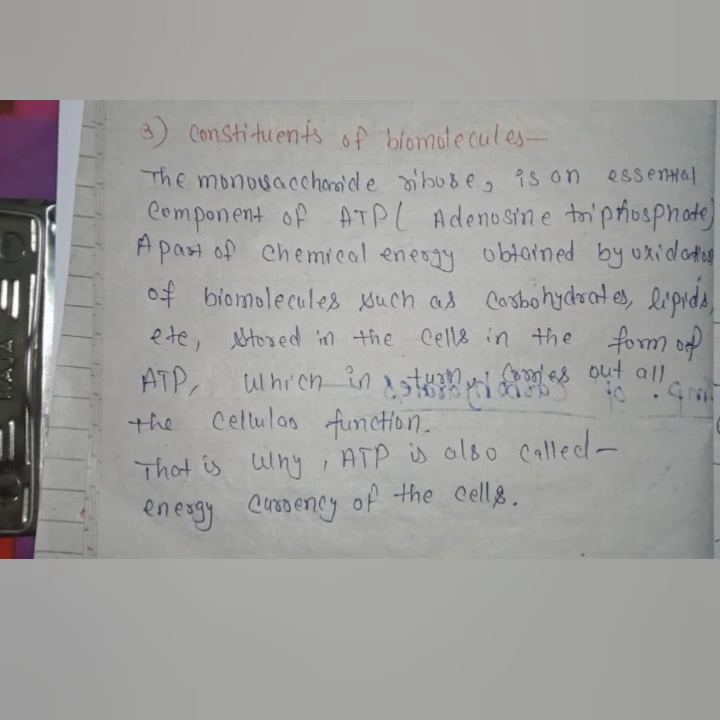 3) Constituents of biomolecules—
The monosaccharide ribose, is an essential
Component of ATP( Adenosine triphosphate)
A part of chemical energy obtained by oxidation
of biomolecules such as Carbohydrates, lipids,
etc, stored in the cells in the form of
ATP, which in turn, carries out all
the cellular function.
That is why, ATP is also called—
energy currency of the cells.